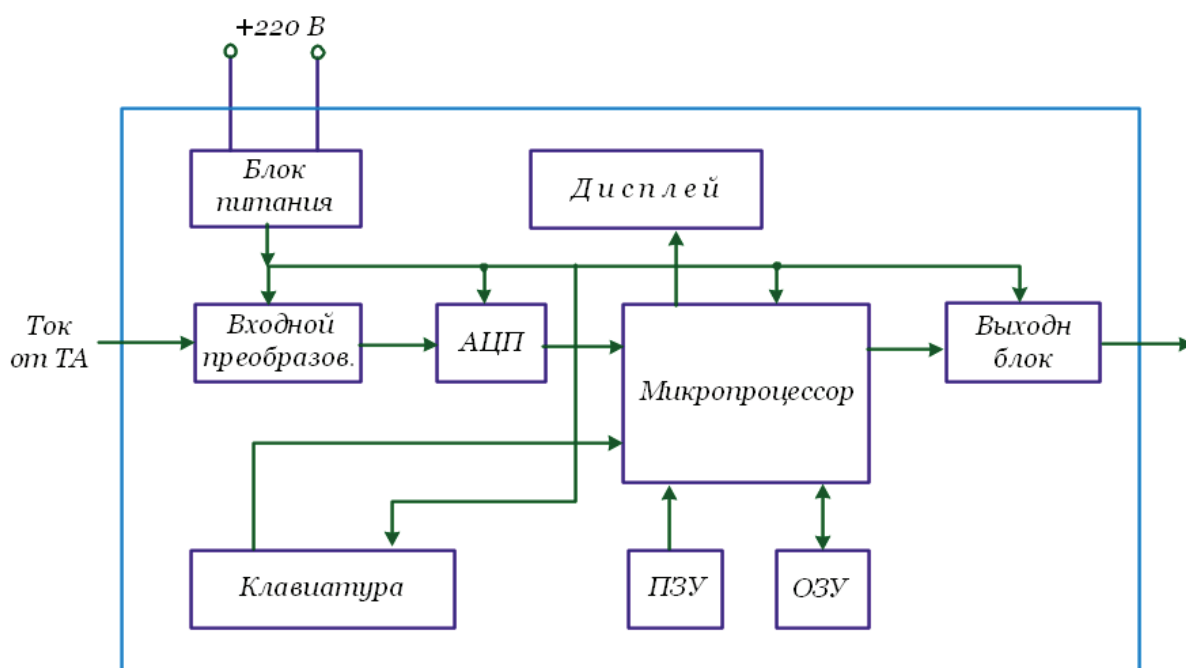 +220 В
Блок
питания
Дисплей
Ток
от ТА
Входной
преобразов.
АЦП
Микропроцессор
Выходн
блок
Клавиатура
ПЗУ
ОЗУ